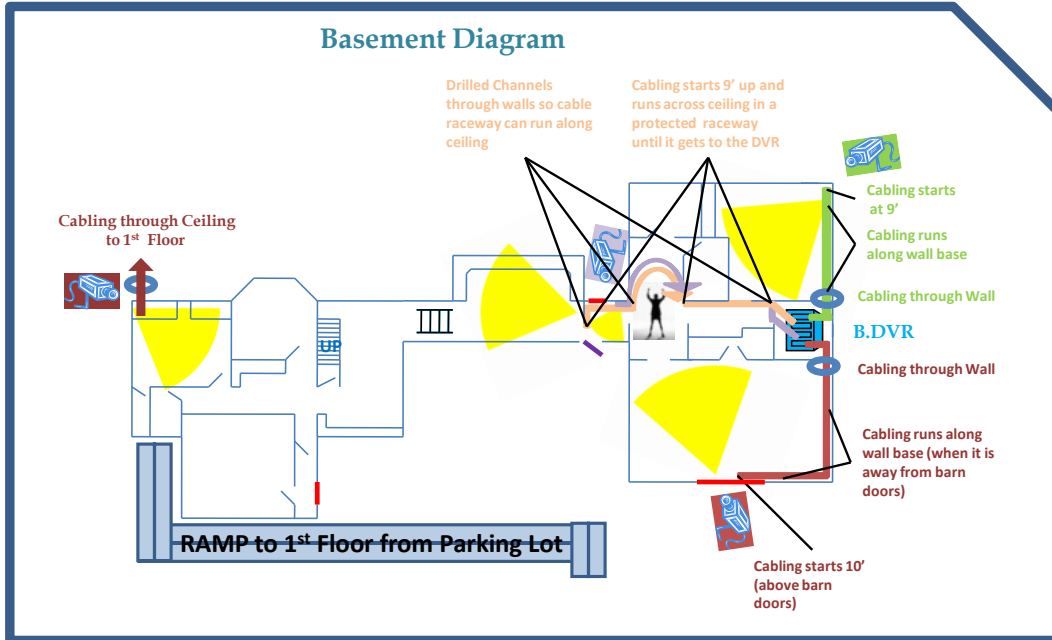 Basement Diagram
Drilled Channels
through walls so cable
raceway can run along
ceiling
Cabling starts 9’ up and
runs across ceiling in a
protected raceway
until it gets to the DVR
Cabling starts
at 9’
Cabling runs
along wall base
Cabling through Ceiling
to 1st Floor
Cabling through Wall
UP
B.DVR
Cabling through Wall
Cabling runs along
wall base (when it is
away from barn
doors)
RAMP to 1st Floor from Parking Lot
Cabling starts 10’
(above barn
doors)